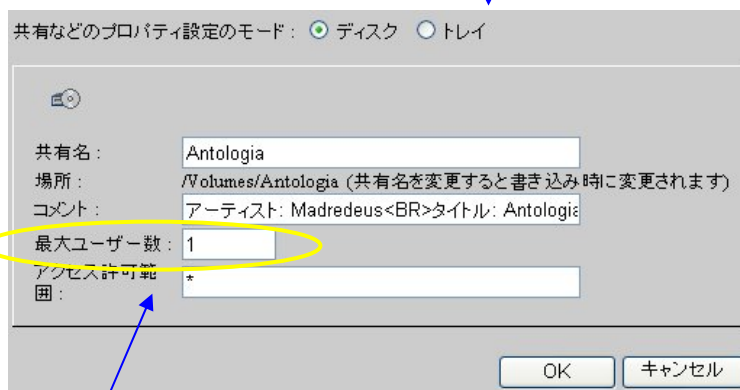 共有などのプロパティ設定のモード: ディスク トレイ
共有名: Antologia
場所: /Volumes/Antologia (共有名を変更すると書き込み時に変更されます)
コメント: アーティスト: Madredeus<BR>タイトル: Antologia
最大ユーザー数: 1
アクセス許可範
囲: *
OK キャンセル